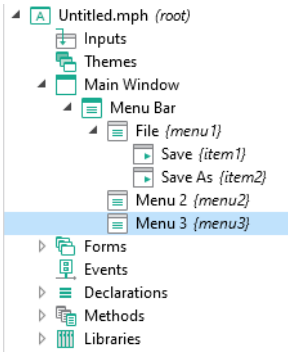 Untitled.mph (root)
Inputs
Themes
Main Window
Menu Bar
File {menu1}
Save {item1}
Save As {item2}
Menu 2 {menu2}
Menu 3 {menu3}
Forms
Events
Declarations
Methods
Libraries